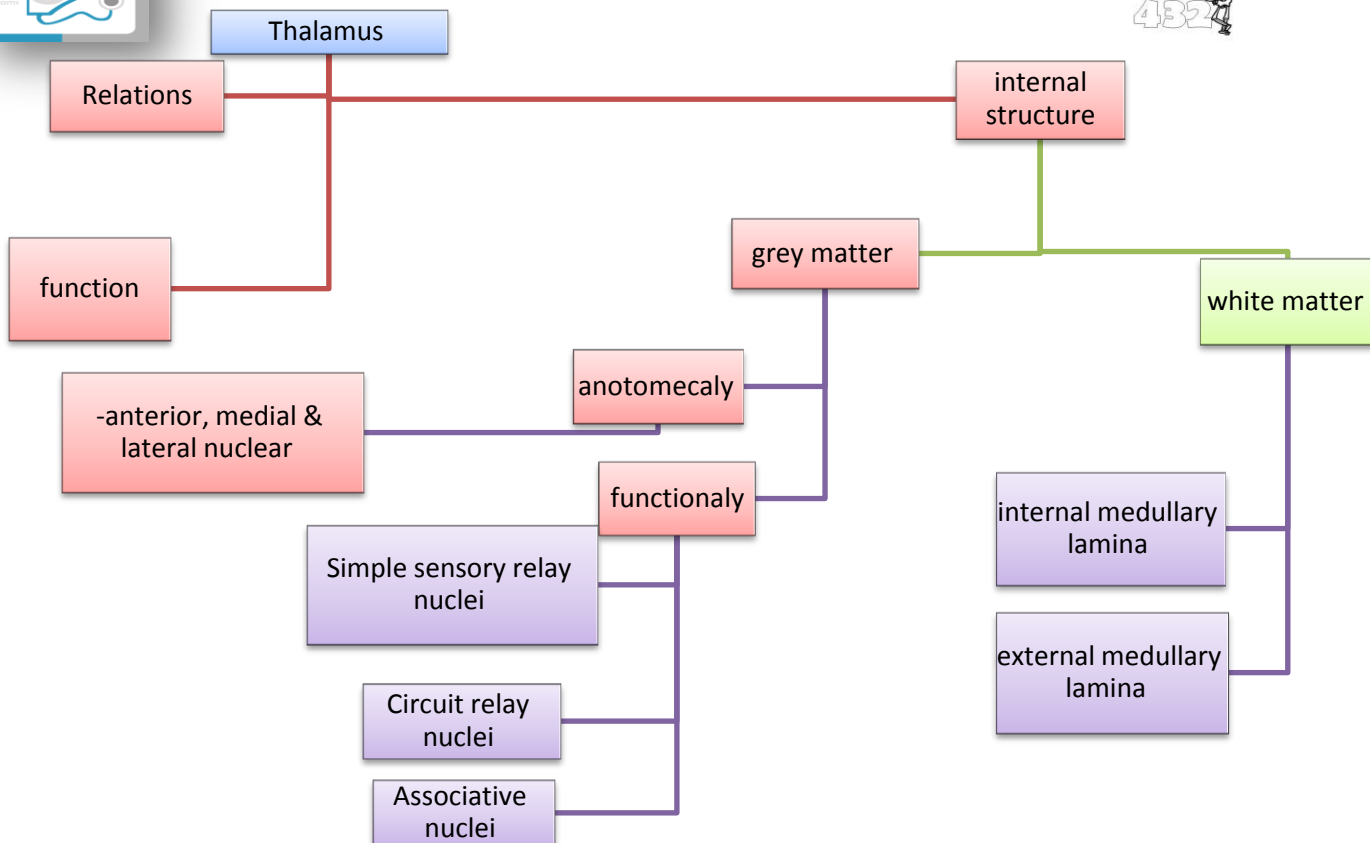 Thalamus
432
Relations
internal
structure
grey matter
function
white matter
anotomecaly
-anterior, medial &
lateral nuclear
functionaly
internal medullary
lamina
Simple sensory relay
nuclei
external medullary
lamina
Circuit relay
nuclei
Associative
nuclei